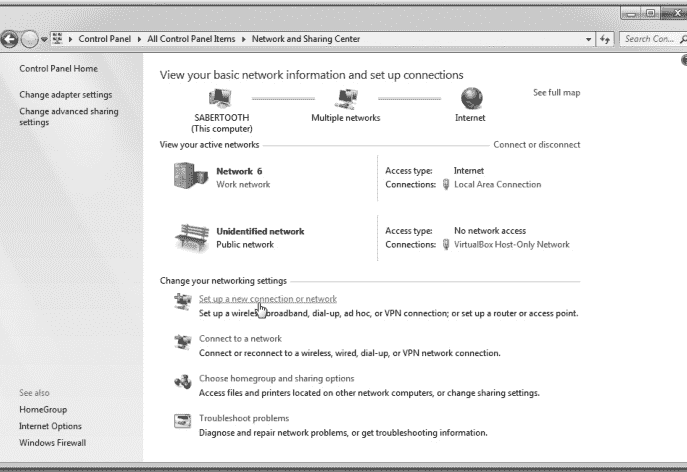 Control Panel ▸ All Control Panel Items ▸ Network and Sharing Center
Search Con...
Control Panel Home
Change adapter settings
Change advanced sharing
settings
View your basic network information and set up connections
See full map
SABERTOOTH
(This computer)
Multiple networks
Internet
View your active networks
Connect or disconnect
Network 6
Work network
Access type: Internet
Connections: Local Area Connection
Unidentified network
Public network
Access type: No network access
Connections: VirtualBox Host-Only Network
Change your networking settings
Set up a new connection or network
Set up a wireless, broadband, dial-up, ad hoc, or VPN connection; or set up a router or access point.
Connect to a network
Connect or reconnect to a wireless, wired, dial-up, or VPN network connection.
Choose homegroup and sharing options
Access files and printers located on other network computers, or change sharing settings.
Troubleshoot problems
Diagnose and repair network problems, or get troubleshooting information.
See also
HomeGroup
Internet Options
Windows Firewall